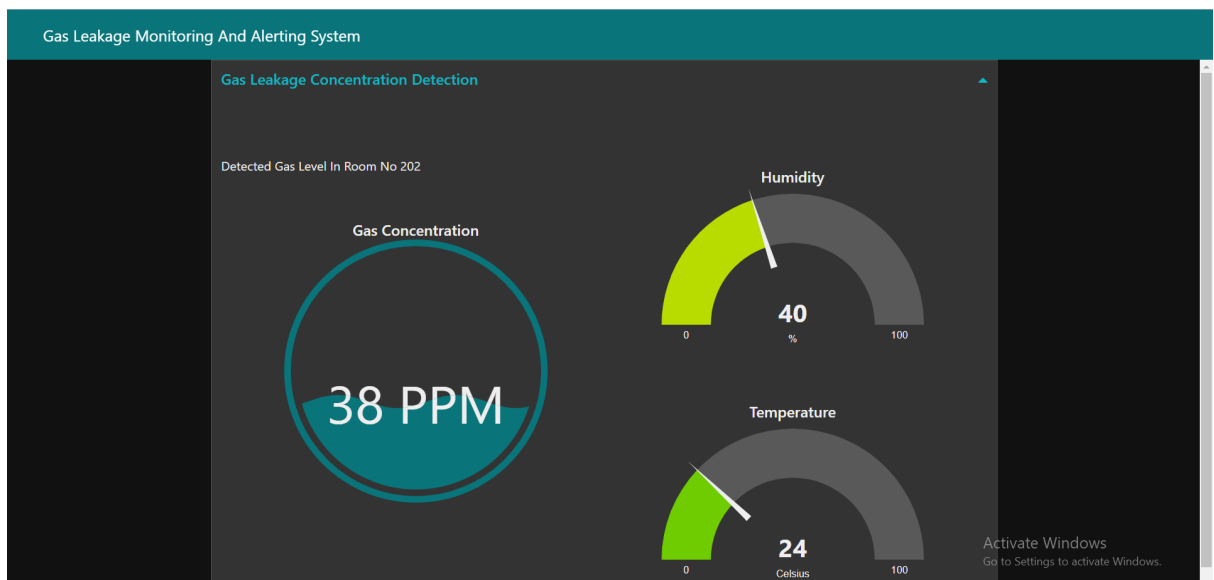 Gas Leakage Monitoring And Alerting System
Gas Leakage Concentration Detection
Detected Gas Level In Room No 202
Gas Concentration
38 PPM
Humidity
40
%
0
100
Temperature
24
Celsius
0
100
Activate Windows
Go to Settings to activate Windows.